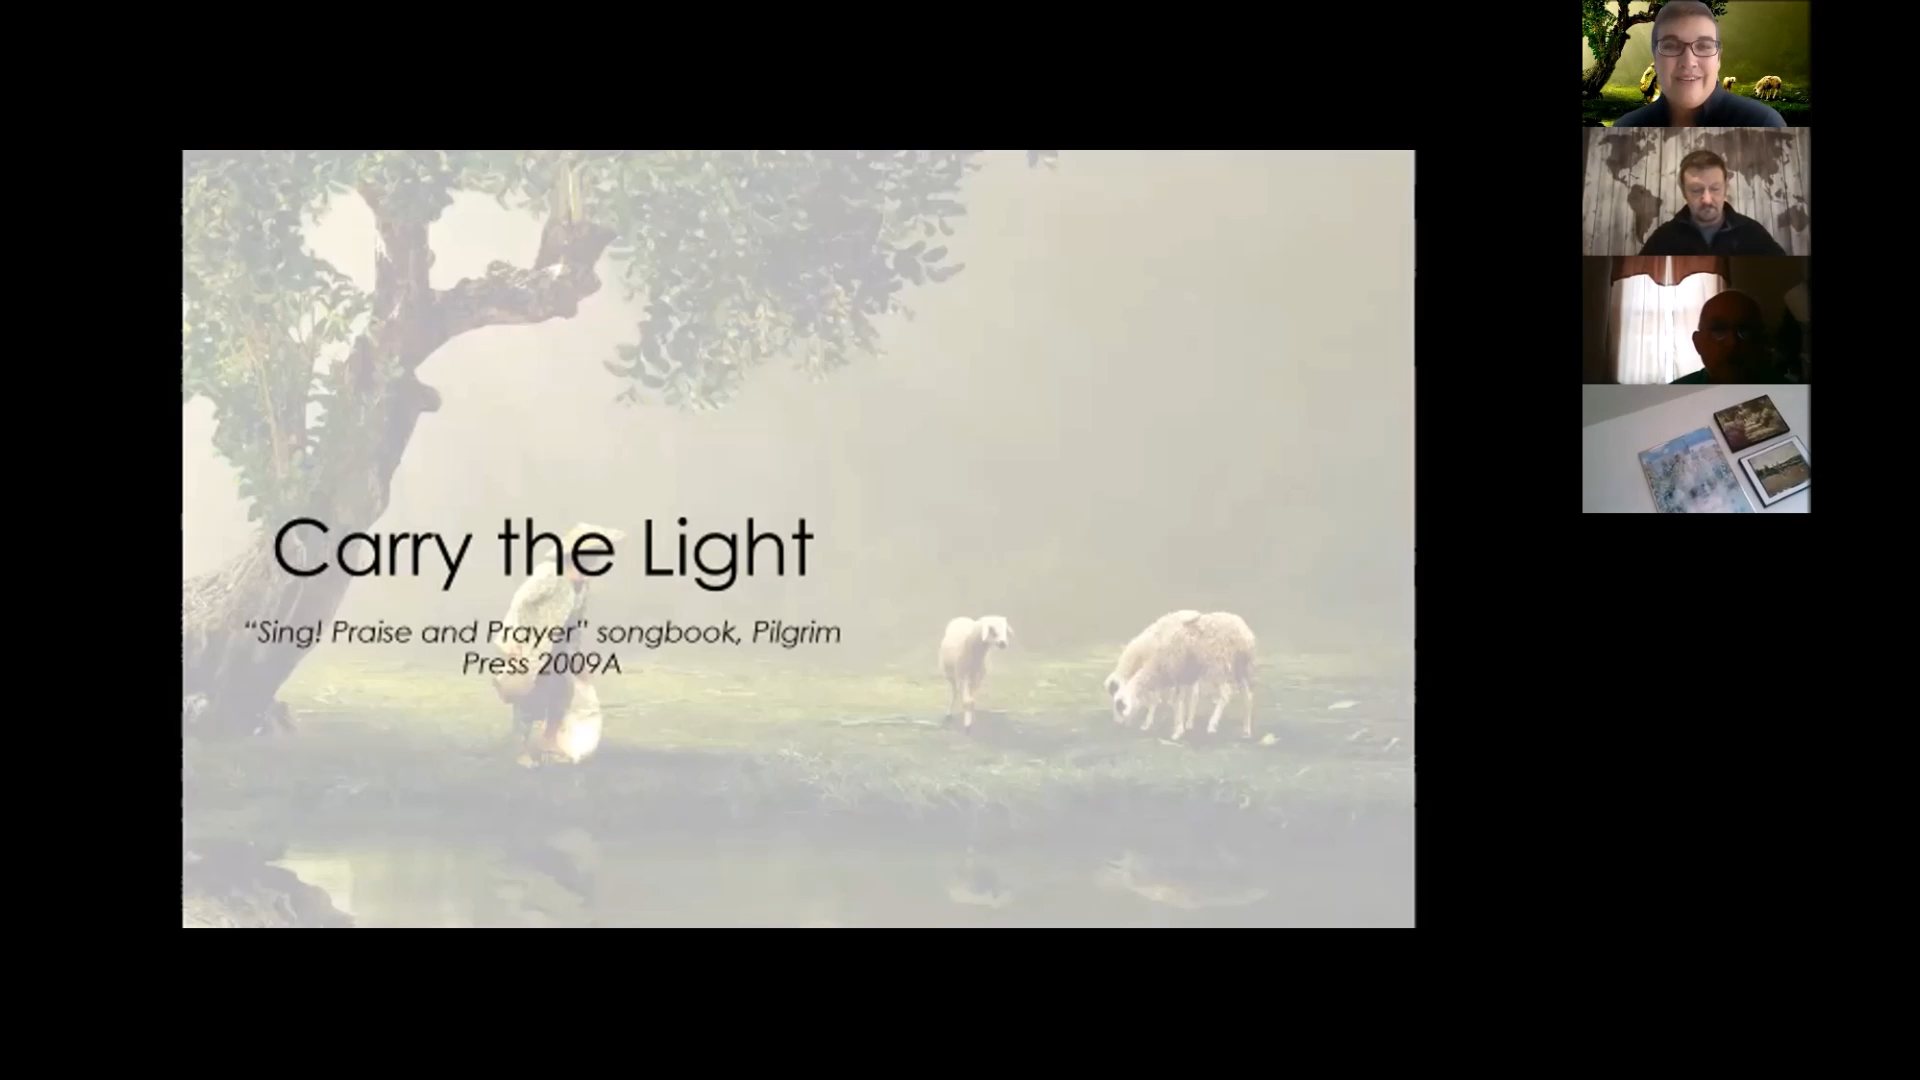 Carry the Light
“Sing! Praise and Prayer” songbook, Pilgrim
Press 2009A